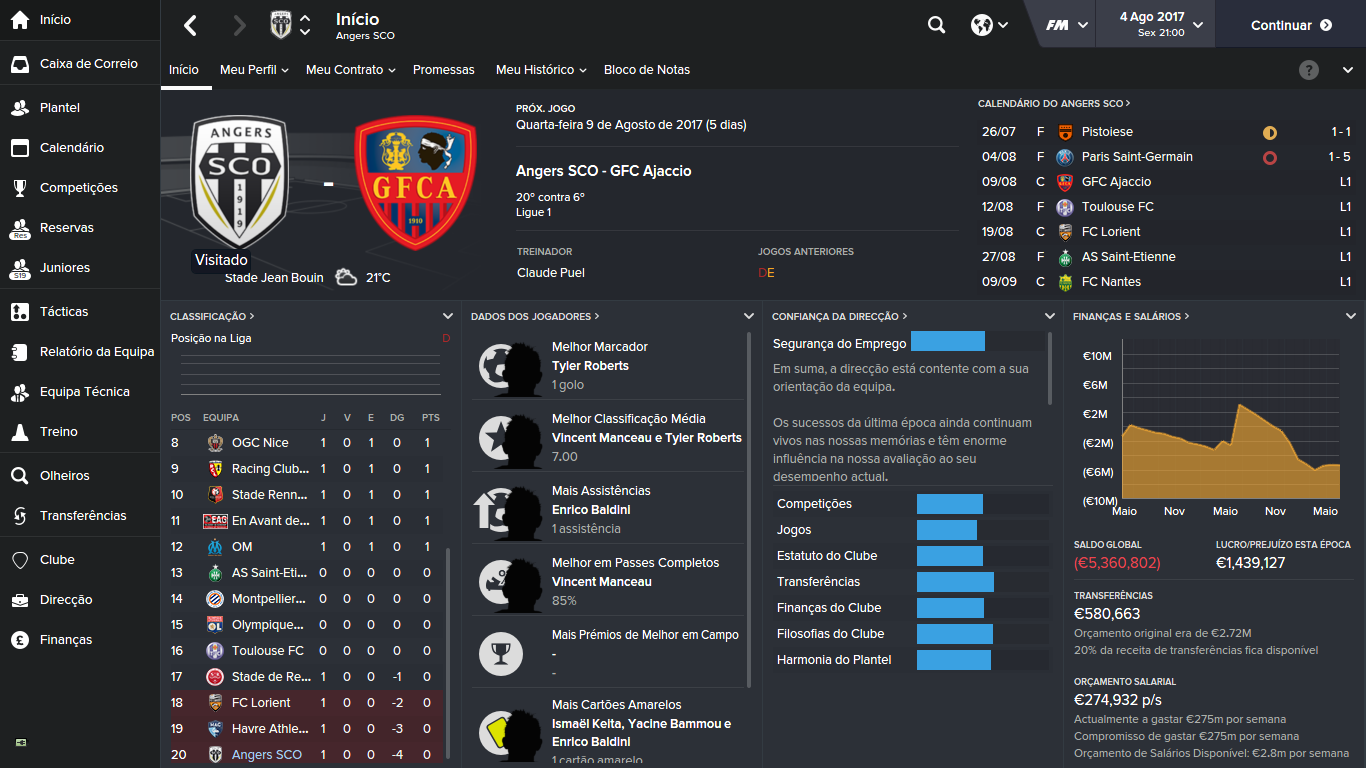 Início
Caixa de Correio
Plantel
Calendário
Competições
Res
Reservas
S19
Juniores
Tácticas
Relatório da Equipa
Equipa Técnica
Treino
Olheiros
Transferências
Clube
Direcção
Finanças
Início
Angers SCO
FM
4 Ago 2017
Sex 21:00
Continuar
Início
Meu Perfil
Meu Contrato
Promessas
Meu Histórico
Bloco de Notas
?
ANGERS
SCO
1919
-
GFCA
1910
Visitado
Stade Jean Bouin
21°C
PRÓX. JOGO
Quarta-feira 9 de Agosto de 2017 (5 dias)
Angers SCO - GFC Ajaccio
20º contra 6º
Ligue 1
TREINADOR
Claude Puel
JOGOS ANTERIORES
DE
CALENDÁRIO DO ANGERS SCO >
26/07 F Pistoiese 1 - 1
04/08 F Paris Saint-Germain 1 - 5
09/08 C GFC Ajaccio L1
12/08 F Toulouse FC L1
19/08 C FC Lorient L1
27/08 F AS Saint-Etienne L1
09/09 C FC Nantes L1
CLASSIFICAÇÃO >
Posição na Liga D
POS EQUIPA J V E DG PTS
8 OGC Nice 1 0 1 0 1
9 Racing Club... 1 0 1 0 1
10 Stade Renn... 1 0 1 0 1
11 En Avant de... 1 0 1 0 1
12 OM 1 0 1 0 1
13 AS Saint-Eti... 0 0 0 0 0
14 Montpellier... 0 0 0 0 0
15 Olympique... 0 0 0 0 0
16 Toulouse FC 0 0 0 0 0
17 Stade de Re... 1 0 0 -1 0
18 FC Lorient 1 0 0 -2 0
19 Havre Athle... 1 0 0 -3 0
20 Angers SCO 1 0 0 -4 0
DADOS DOS JOGADORES >
Melhor Marcador
Tyler Roberts
1 golo
Melhor Classificação Média
Vincent Manceau e Tyler Roberts
7.00
Mais Assistências
Enrico Baldini
1 assistência
Melhor em Passes Completos
Vincent Manceau
85%
Mais Prémios de Melhor em Campo
-
-
Mais Cartões Amarelos
Ismaël Keita, Yacine Bammou e
Enrico Baldini
1 cartão amarelo
CONFIANÇA DA DIRECÇÃO >
Segurança do Emprego
Em suma, a direcção está contente com a sua
orientação da equipa.
Os sucessos da última época ainda continuam
vivos nas nossas memórias e têm enorme
influência na nossa avaliação ao seu
desempenho actual.
Competições
Jogos
Estatuto do Clube
Transferências
Finanças do Clube
Filosofias do Clube
Harmonia do Plantel
FINANÇAS E SALÁRIOS >
€10M
€6M
€2M
(€2M)
(€6M)
(€10M)
Maio Nov Maio Nov Maio
SALDO GLOBAL
(€5,360,802)
LUCRO/PREJUÍZO ESTA ÉPOCA
€1,439,127
TRANSFERÊNCIAS
€580,663
Orçamento original era de €2.72M
20% da receita de transferências fica disponível
ORÇAMENTO SALARIAL
€274,932 p/s
Actualmente a gastar €275m por semana
Compromisso de gastar €275m por semana
Orçamento de Salários Disponível: €2.8m por semana